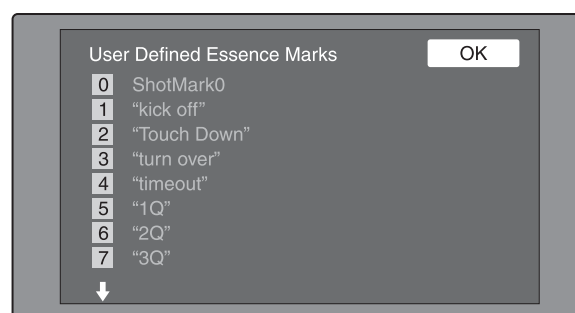 User Defined Essence Marks OK
0 ShotMark0
1 “kick off”
2 “Touch Down”
3 “turn over”
4 “timeout”
5 “1Q”
6 “2Q”
7 “3Q”